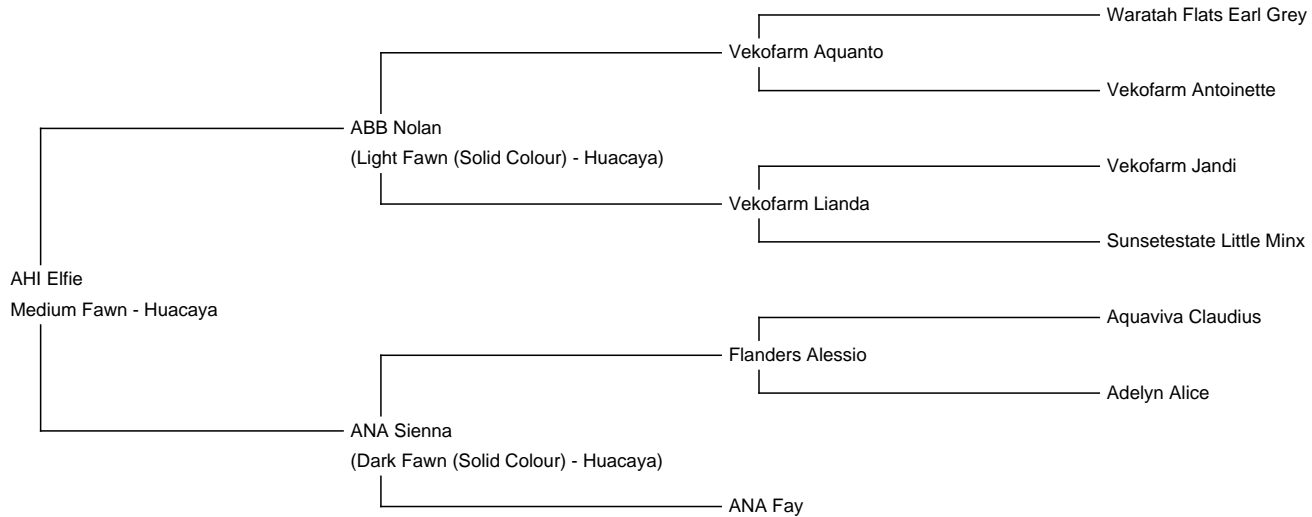 Waratah Flats Earl Grey
Vekofarm Aquanto
Vekofarm Antoinette
ABB Nolan
(Light Fawn (Solid Colour) - Huacaya)
Vekofarm Jandi
Vekofarm Lianda
Sunsetestate Little Minx
AHI Elfie
Medium Fawn - Huacaya
Aquaviva Claudius
Flanders Alessio
Adelyn Alice
ANA Sienna
(Dark Fawn (Solid Colour) - Huacaya)
ANA Fay